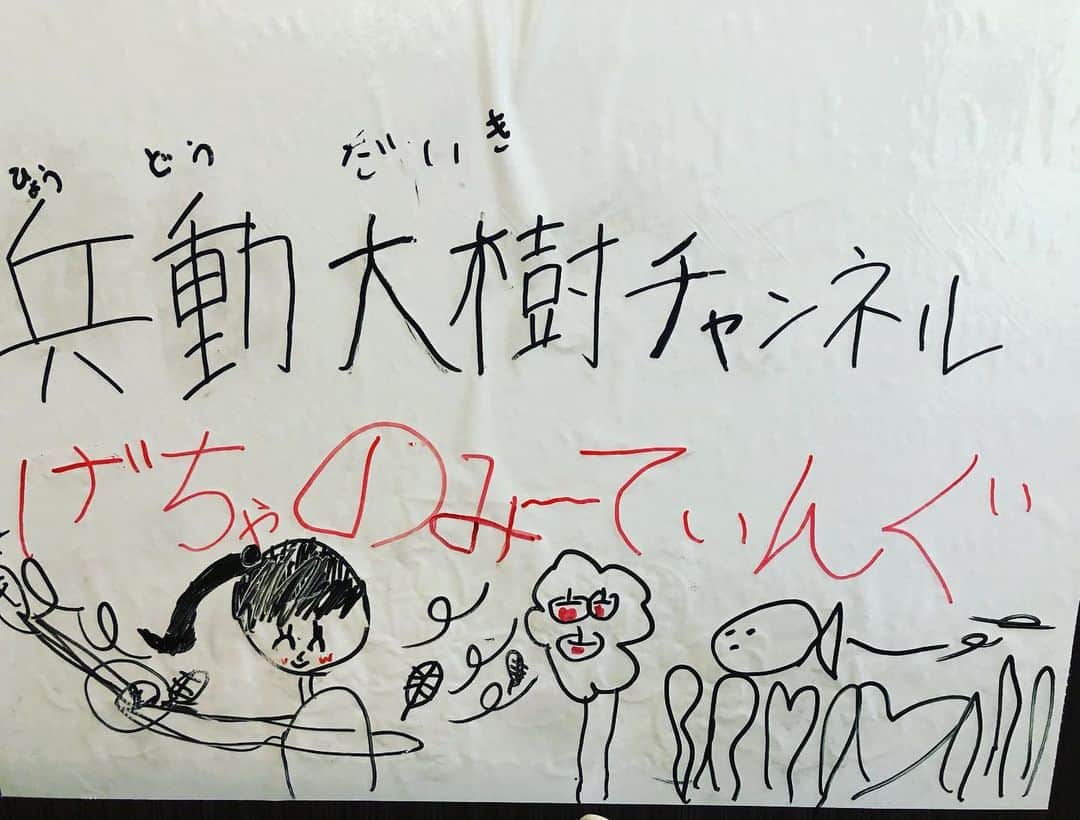 ひょう どう だいき
兵動大樹チャンネル
げちゃのみーてぃんぐ